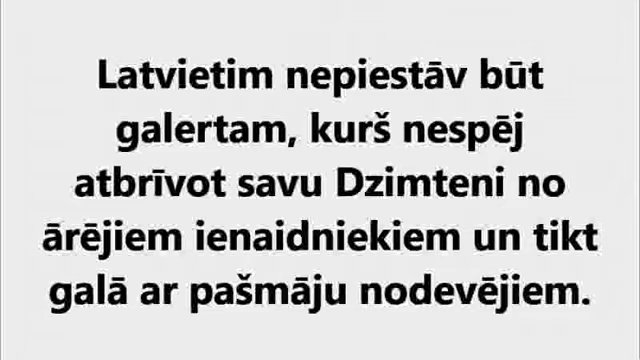 Latvietim nepiestāv būt
galertam, kurš nespēj
atbrīvot savu Dzimteni no
ārējiem ienaidniekiem un tikt
galā ar pašmāju nodevējiem.